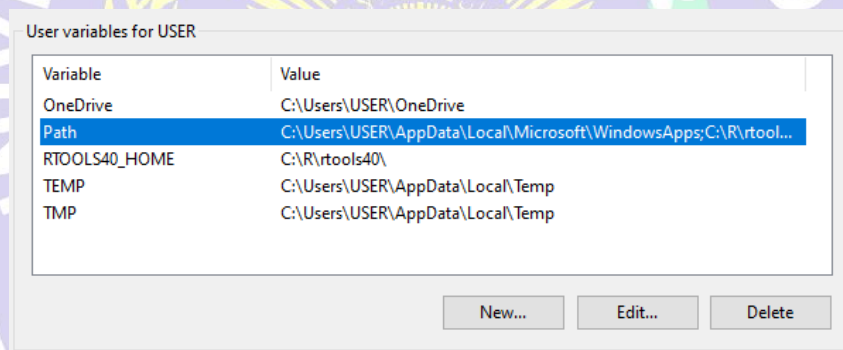 User variables for USER
Variable Value
OneDrive C:\Users\USER\OneDrive
Path C:\Users\USER\AppData\Local\Microsoft\WindowsApps;C:\R\rtool...
RTOOLS40_HOME C:\R\rtools40\
TEMP C:\Users\USER\AppData\Local\Temp
TMP C:\Users\USER\AppData\Local\Temp
New... Edit... Delete